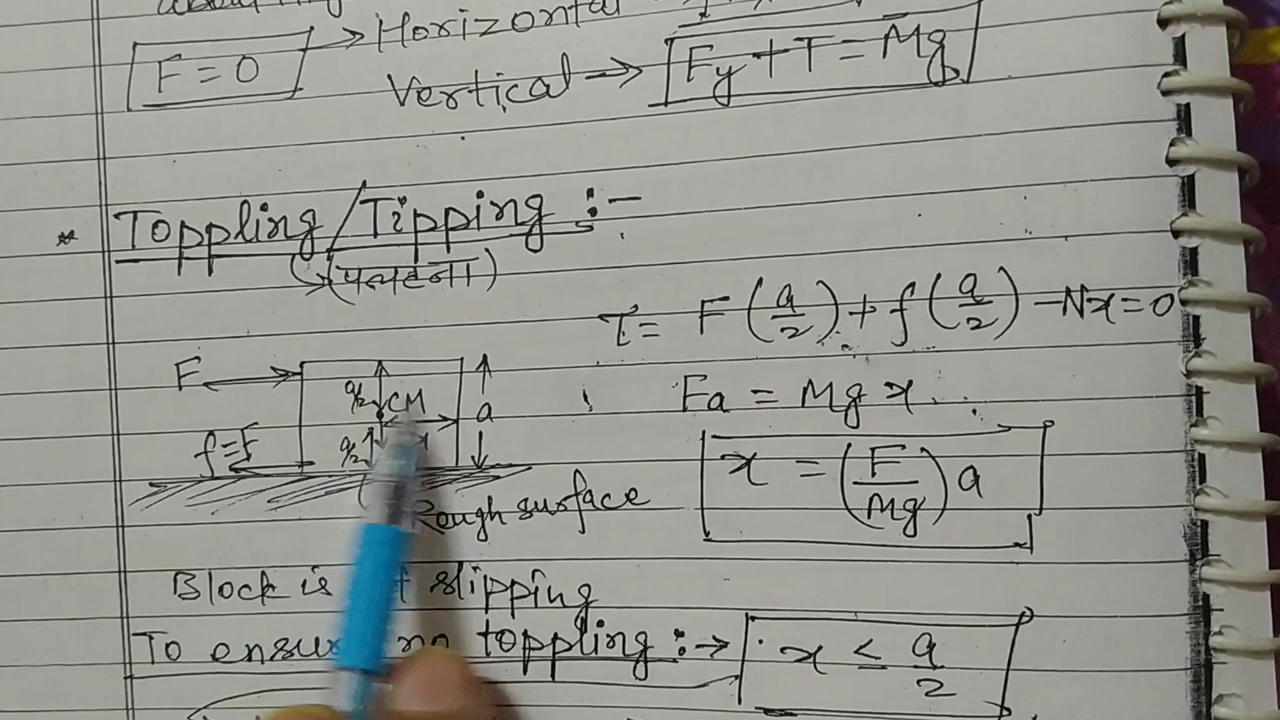 F = 0 → Horizontal
Vertical → Fy + T = Mg
* Toppling/Tipping :-
(पलटना)
τ = F(a/2) + f(a/2) - Nx = 0
F
a/2 CM a
f=F a/2 x
Fa = Mg x
x = (F/Mg) a
Rough surface
Block is slipping
To ensure no toppling :→ x ≤ a/2